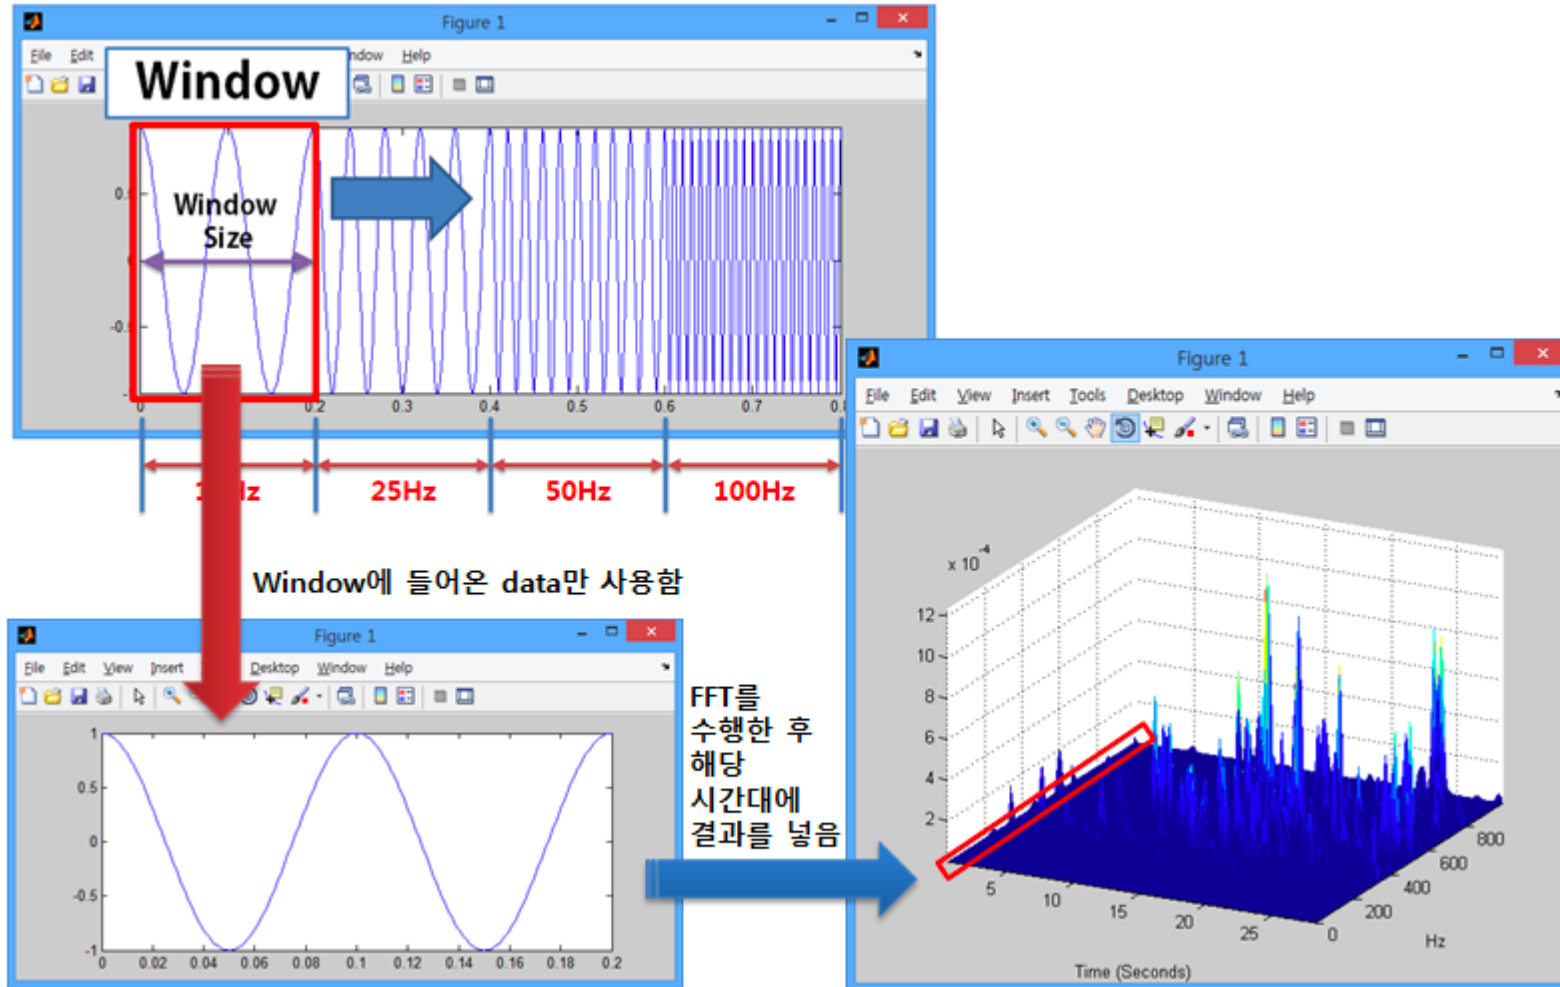 Figure 1
File Edit ndow Help
Window
Window
Size
0.5
0
-0.5
0 0.2 0.3 0.4 0.5 0.6 0.7 0.8
25Hz 50Hz 100Hz
Window에 들어온 data만 사용함
Figure 1
File Edit View Insert Desktop Window Help
1
0.5
0
-0.5
-1
0 0.02 0.04 0.06 0.08 0.1 0.12 0.14 0.16 0.18 0.2
FFT를
수행한 후
해당
시간대에
결과를 넣음
Figure 1
File Edit View Insert Tools Desktop Window Help
x 10-4
12
10
8
6
4
2
5 10 15 20 25
0 200 400 600 800
Hz
Time (Seconds)